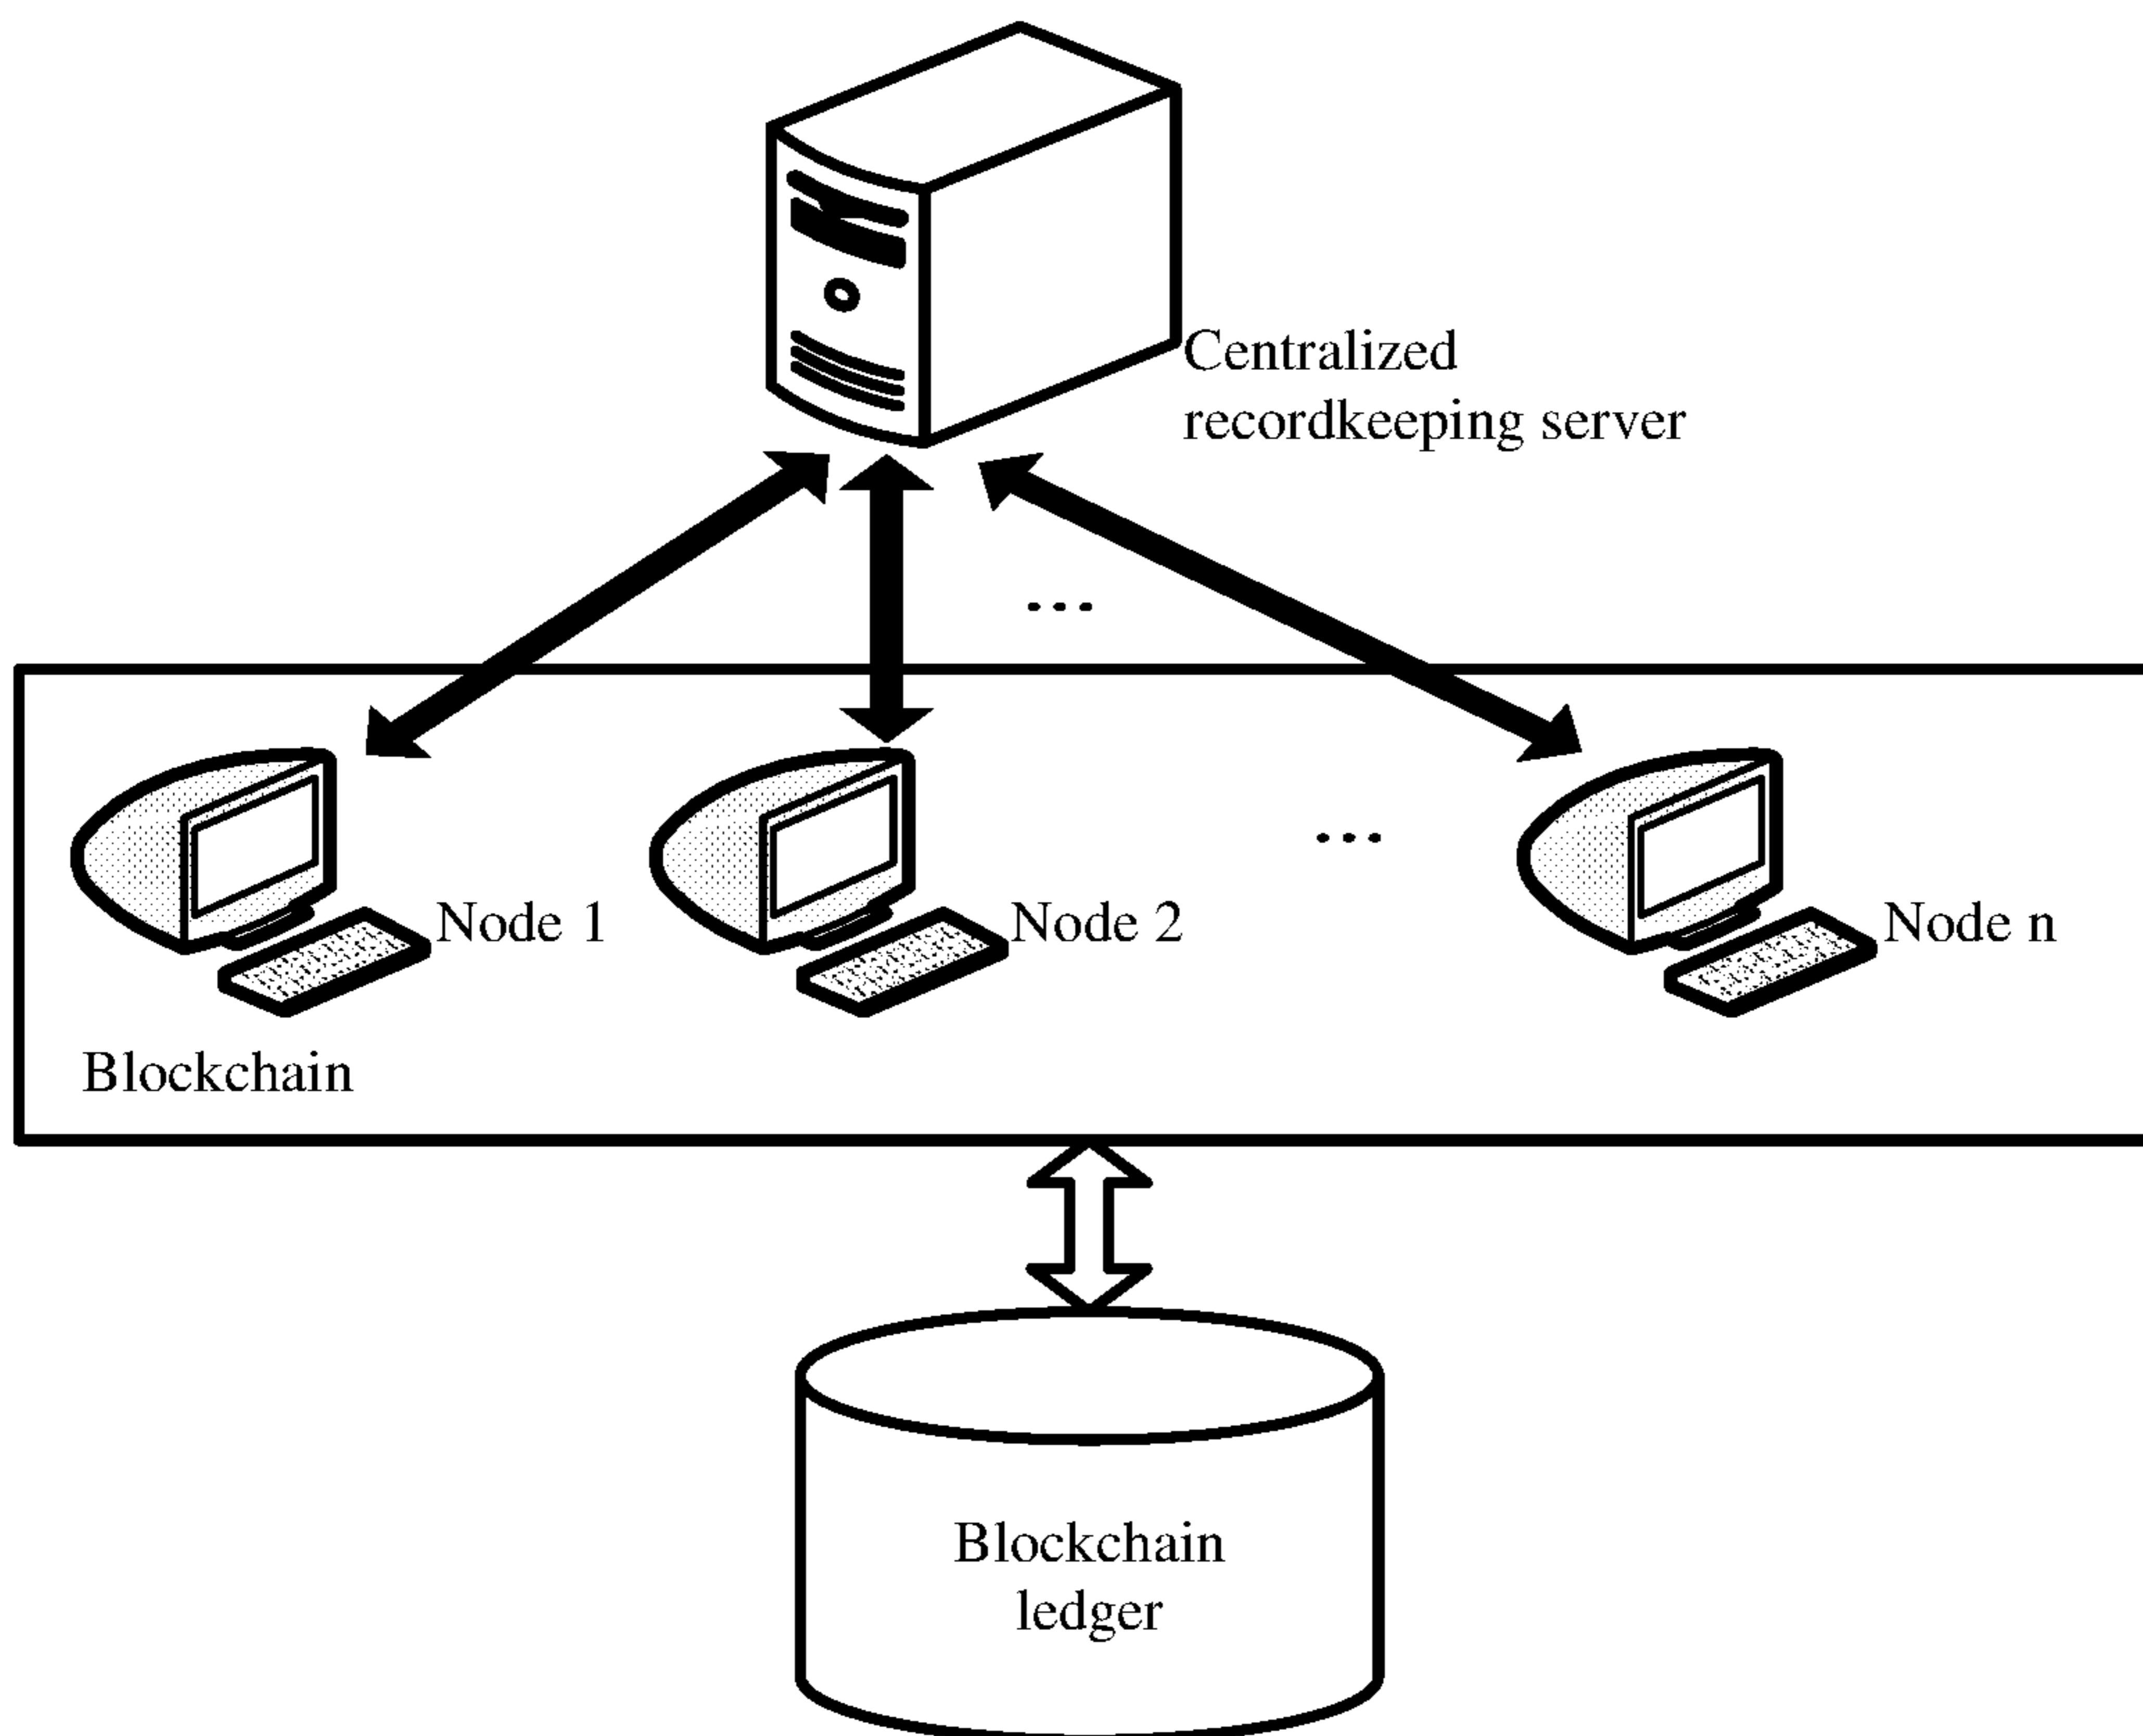 Centralized
recordkeeping server
...
...
Node 1
Node 2
Node n
Blockchain
Blockchain
ledger